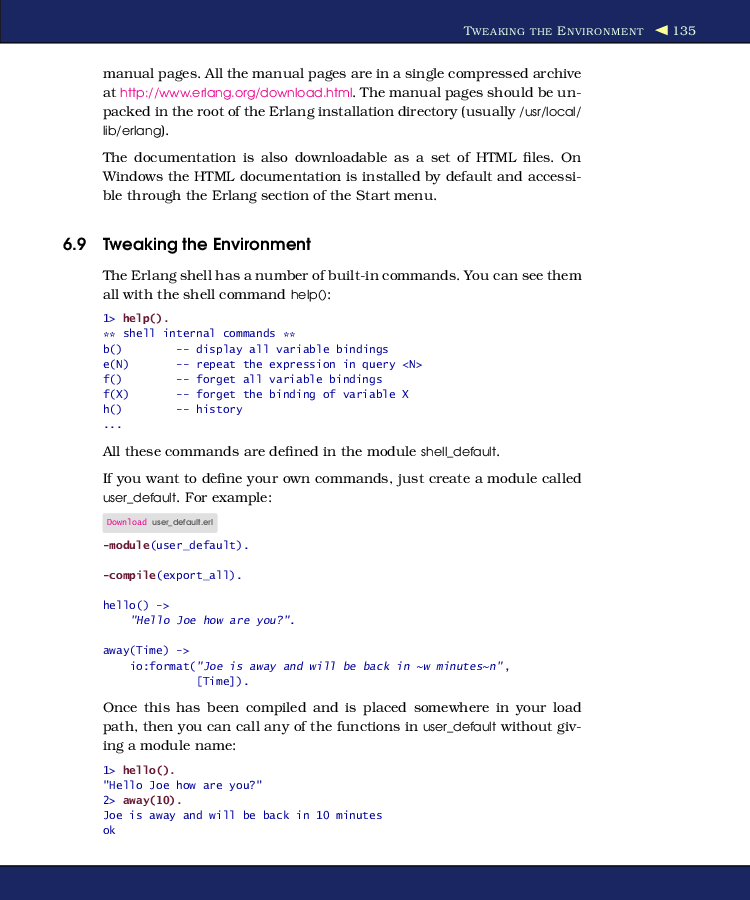 TWEAKING THE ENVIRONMENT ◀ 135
manual pages. All the manual pages are in a single compressed archive
at http://www.erlang.org/download.html. The manual pages should be un-
packed in the root of the Erlang installation directory (usually /usr/local/
lib/erlang).
The documentation is also downloadable as a set of HTML files. On
Windows the HTML documentation is installed by default and accessi-
ble through the Erlang section of the Start menu.
6.9 Tweaking the Environment
The Erlang shell has a number of built-in commands. You can see them
all with the shell command help():
1> help().
** shell internal commands **
b()        -- display all variable bindings
e(N)       -- repeat the expression in query <N>
f()        -- forget all variable bindings
f(X)       -- forget the binding of variable X
h()        -- history
...
All these commands are defined in the module shell_default.
If you want to define your own commands, just create a module called
user_default. For example:
Download user_default.erl
-module(user_default).
-compile(export_all).
hello() ->
    "Hello Joe how are you?".
away(Time) ->
    io:format("Joe is away and will be back in ~w minutes~n",
              [Time]).
Once this has been compiled and is placed somewhere in your load
path, then you can call any of the functions in user_default without giv-
ing a module name:
1> hello().
"Hello Joe how are you?"
2> away(10).
Joe is away and will be back in 10 minutes
ok